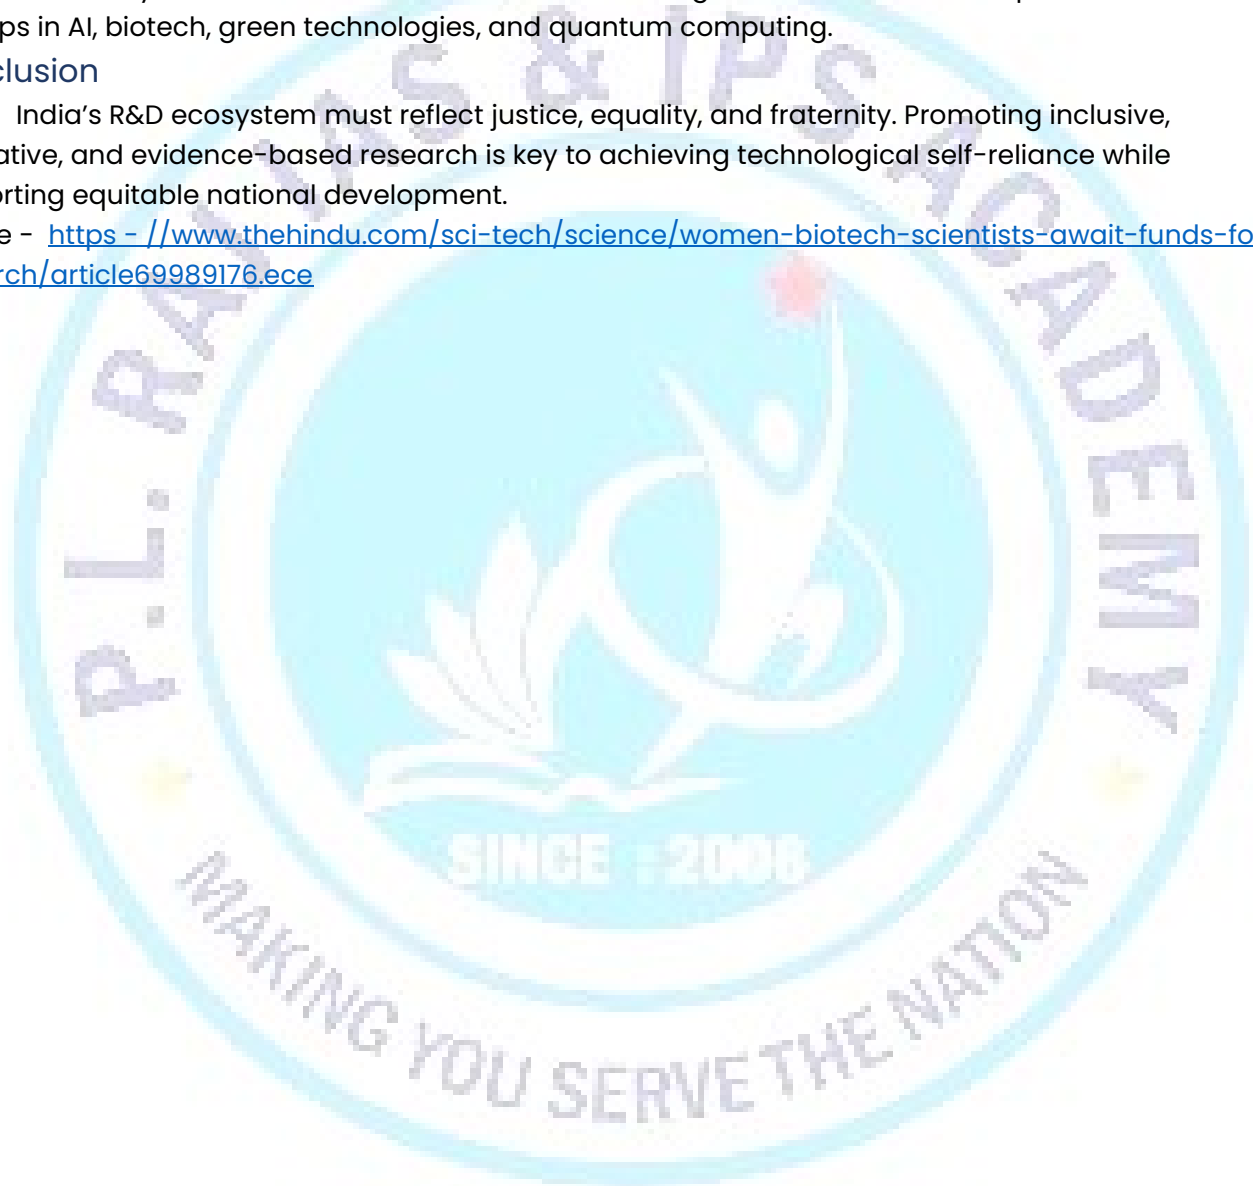 ps in AI, biotech, green technologies, and quantum computing.
clusion
India’s R&D ecosystem must reflect justice, equality, and fraternity. Promoting inclusive,
ative, and evidence-based research is key to achieving technological self-reliance while
orting equitable national development.
e - https - //www.thehindu.com/sci-tech/science/women-biotech-scientists-await-funds-fo
rch/article69989176.ece
P.L. RAJ IAS & IPS ACADEMY
SINCE : 2008
MAKING YOU SERVE THE NATION